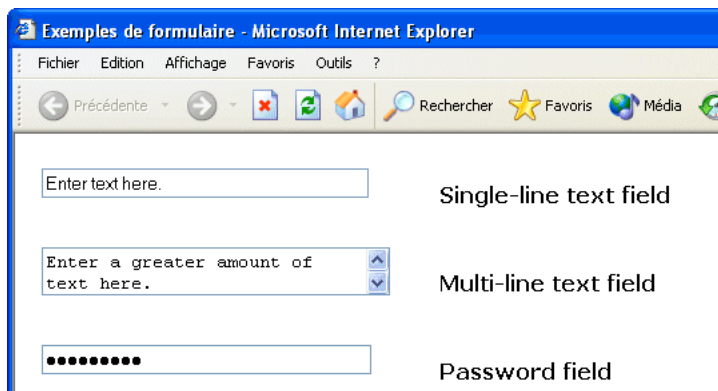 Exemples de formulaire - Microsoft Internet Explorer
Fichier Edition Affichage Favoris Outils ?
Précédente Rechercher Favoris Média
Enter text here.
Single-line text field
Enter a greater amount of
text here.
Multi-line text field
●●●●●●●●●
Password field